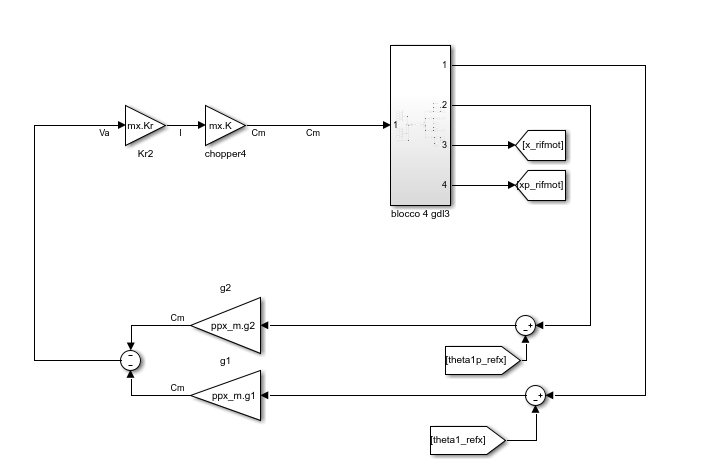 1
2
3
4
1
mx.Kr
mx.K
Va
I
Cm
Cm
Kr2
chopper4
[x_rifmot]
[xp_rifmot]
blocco 4 gdl3
g2
Cm
ppx_m.g2
[theta1p_refx]
g1
Cm
ppx_m.g1
[theta1_refx]